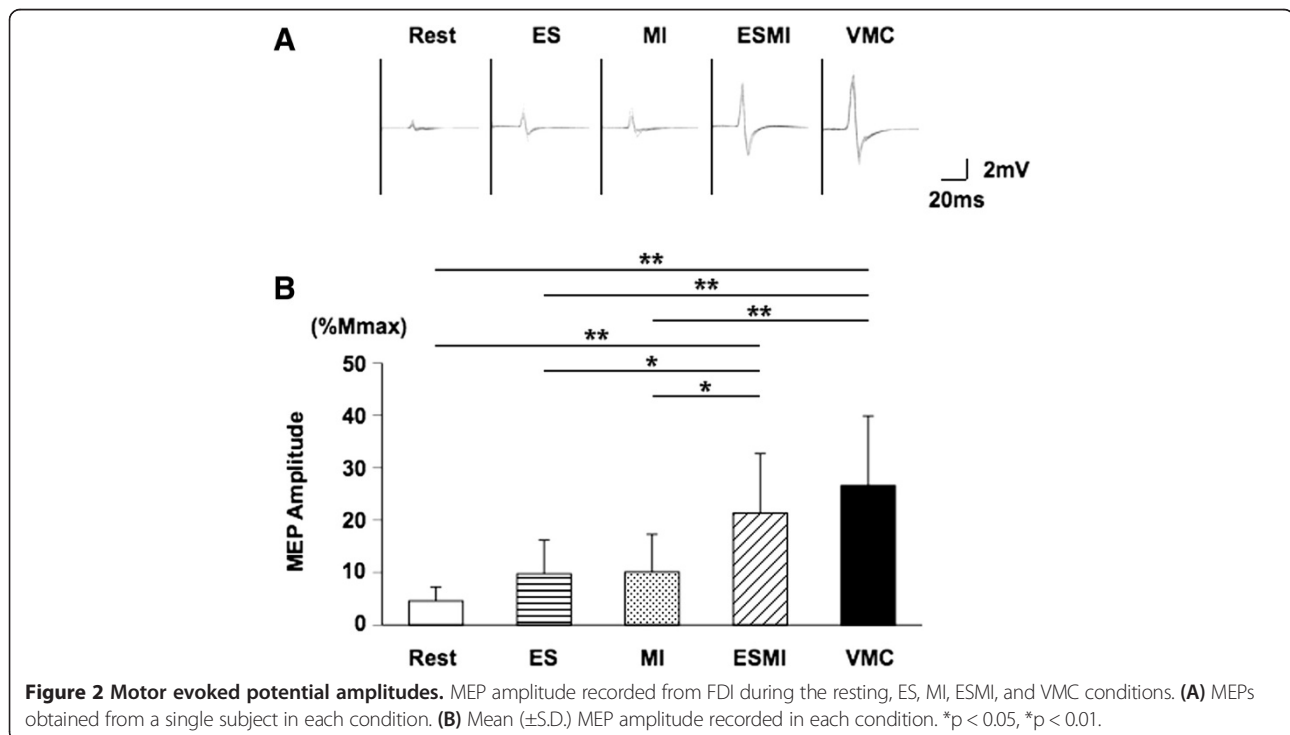 A
Rest ES MI ESMI VMC
2mV
20ms
**
B
**
**
(%Mmax)
**
*
*
50
40
30
20
10
0
MEP Amplitude
Rest ES MI ESMI VMC
Figure 2 Motor evoked potential amplitudes. MEP amplitude recorded from FDI during the resting, ES, MI, ESMI, and VMC conditions. (A) MEPs
obtained from a single subject in each condition. (B) Mean (±S.D.) MEP amplitude recorded in each condition. *p < 0.05, *p < 0.01.